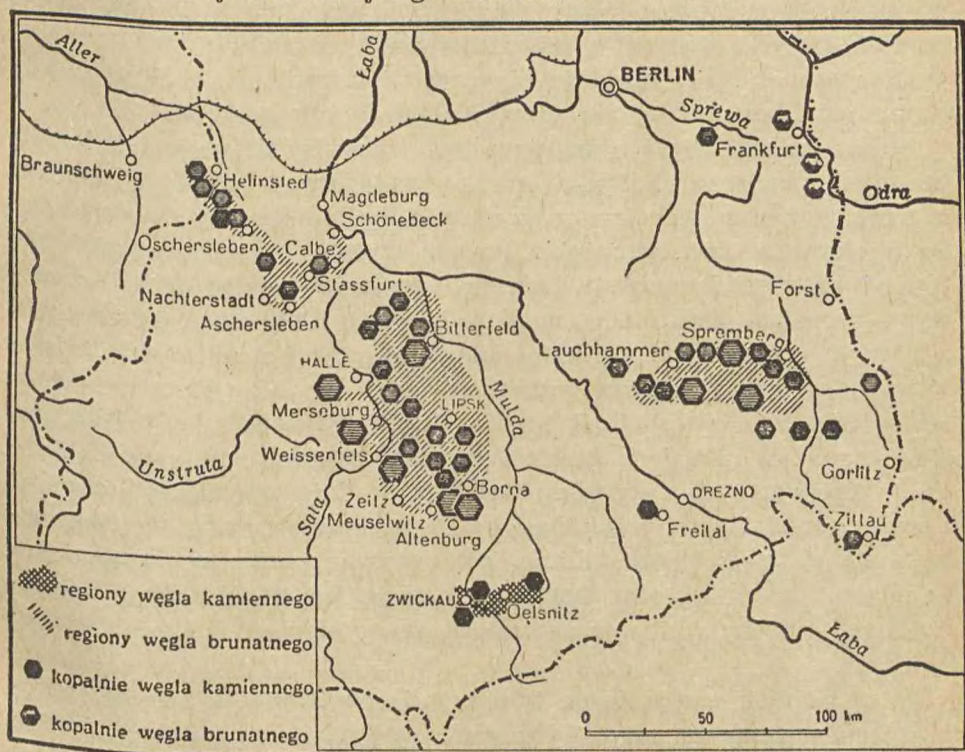 Aller
Łaba
BERLIN
Sprewa
Frankfurt
Odra
Braunschweig
Helinsted
Magdeburg
Schönebeck
Oschersleben
Calbe
Stassfurt
Nachterstadt
Aschersleben
Forst
Bitterfeld
Spremberg
Lauchhammer
HALLE
Mulda
Merseburg
LIPSK
Unstruta
Weissenfels
Gorlitz
Sala
Zeitz
Borna
DREZNO
Meuselwitz
Altenburg
Freital
Zittau
ZWICKAU
Oelsnitz
Łaba
regiony węgla kamiennego
regiony węgla brunatnego
kopalnie węgla kamiennego
kopalnie węgla brunatnego
0 50 100 km